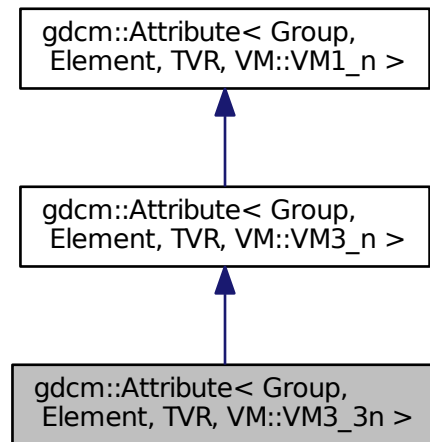 gdcm::Attribute< Group,
Element, TVR, VM::VM1_n >
gdcm::Attribute< Group,
Element, TVR, VM::VM3_n >
gdcm::Attribute< Group,
Element, TVR, VM::VM3_3n >